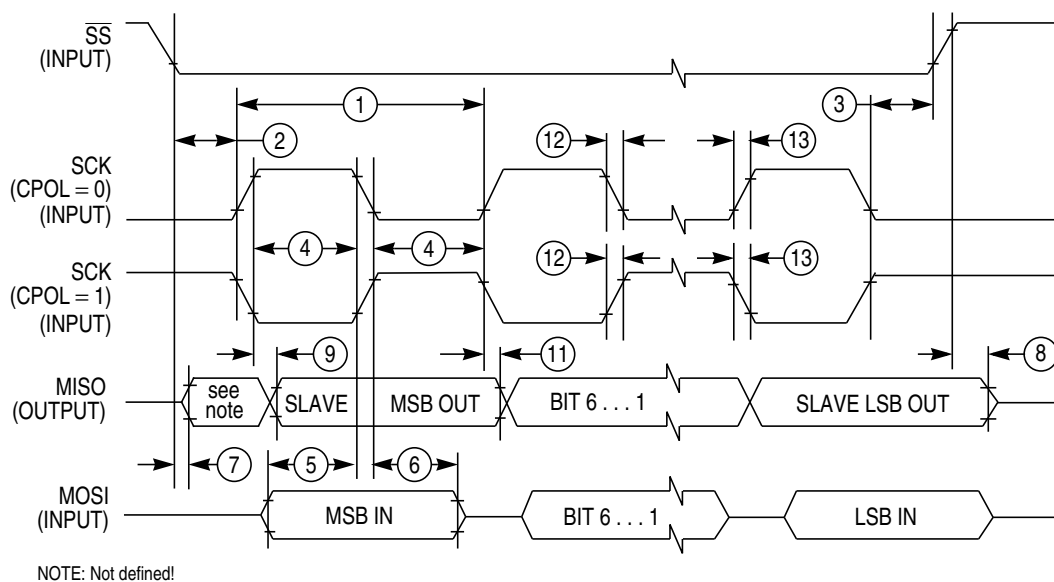 SS
(INPUT)
1
3
2
12
13
SCK
(CPOL = 0)
(INPUT)
4
4
SCK
(CPOL = 1)
(INPUT)
12
13
9
11
8
MISO
(OUTPUT)
see
note
SLAVE
MSB OUT
BIT 6 . . . 1
SLAVE LSB OUT
7
5
6
MOSI
(INPUT)
MSB IN
BIT 6 . . . 1
LSB IN
NOTE: Not defined!